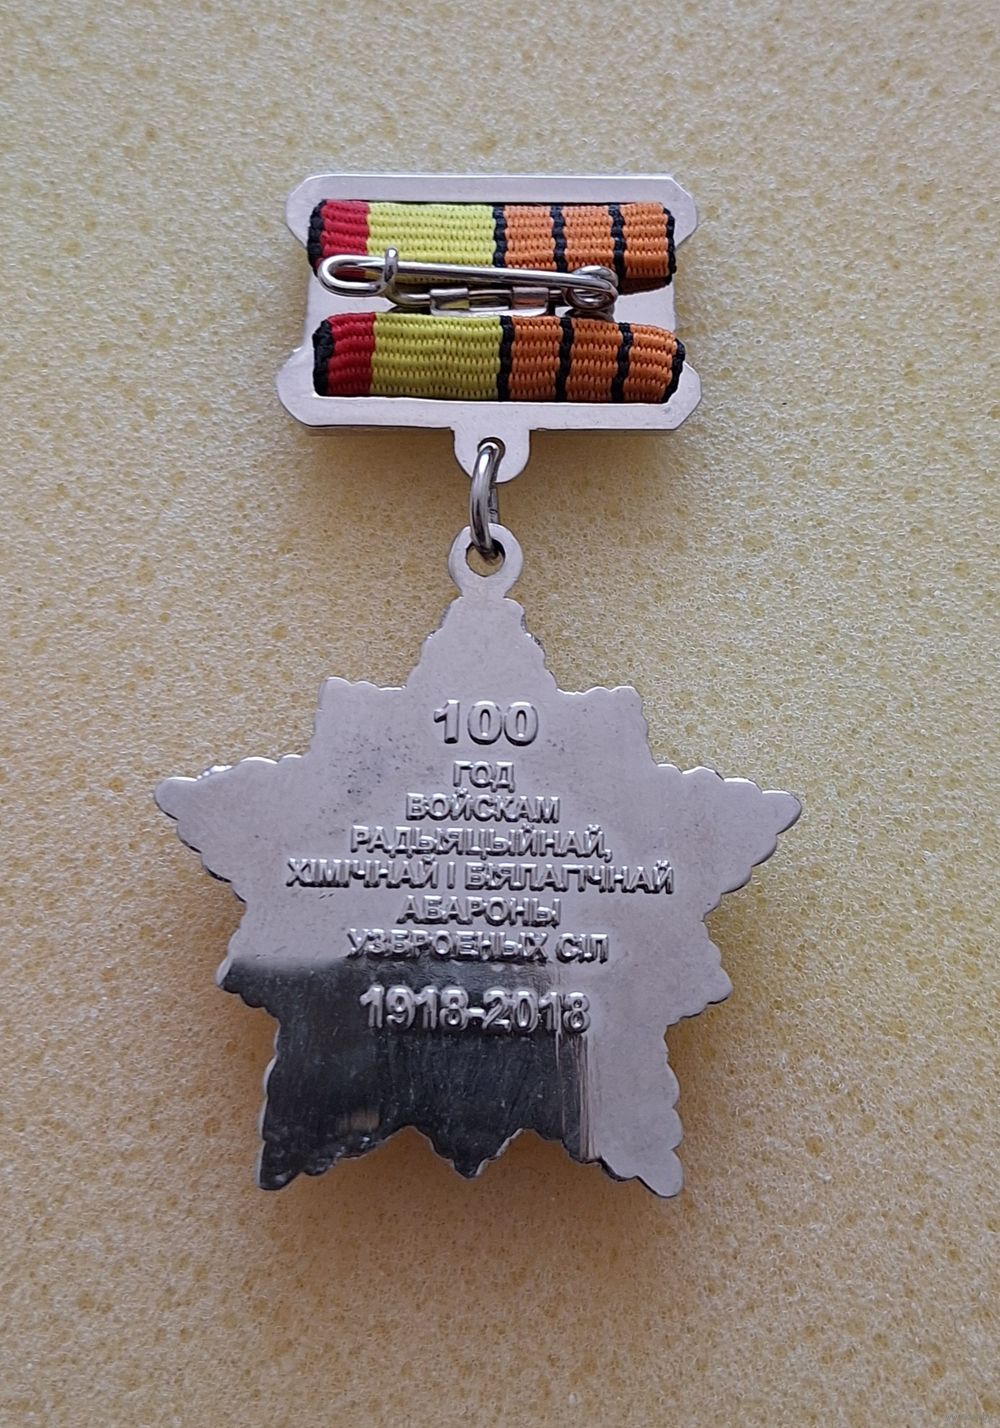 100
ГОД
ВОЙСКАМ
РАДЫЯЦЫЙНАЙ,
ХІМІЧНАЙ І БІЯЛАГІЧНАЙ
АБАРОНЫ
УЗБРОЕНЫХ СІЛ
1918-2018